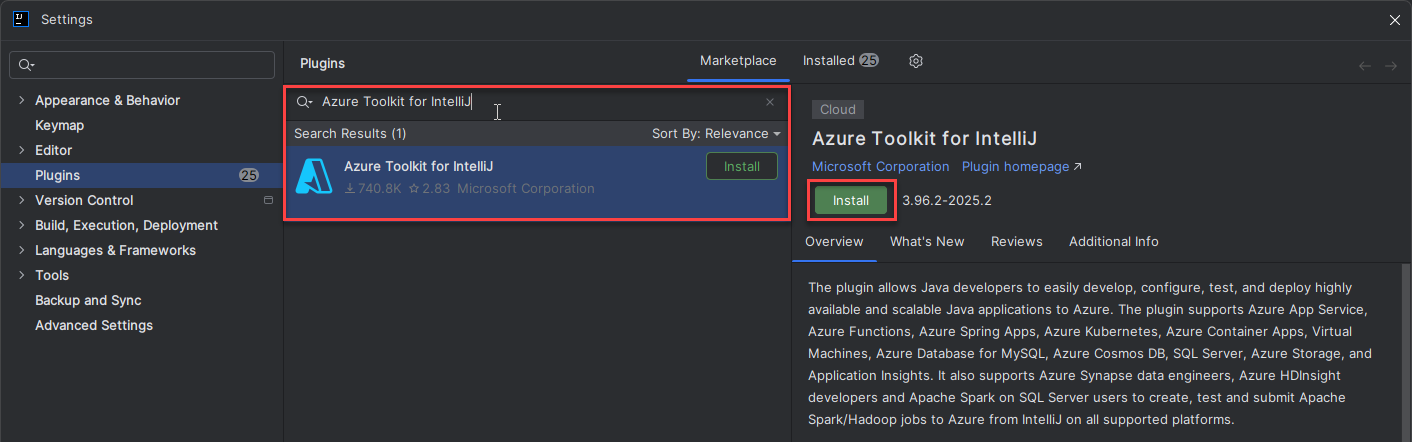 Settings
Appearance & Behavior
Keymap
Editor
Plugins 25
Version Control
Build, Execution, Deployment
Languages & Frameworks
Tools
Backup and Sync
Advanced Settings
Plugins Marketplace Installed 25
Azure Toolkit for IntelliJ
Search Results (1) Sort By: Relevance
Azure Toolkit for IntelliJ Install
740.8K 2.83 Microsoft Corporation
Cloud
Azure Toolkit for IntelliJ
Microsoft Corporation Plugin homepage
Install 3.96.2-2025.2
Overview What's New Reviews Additional Info
The plugin allows Java developers to easily develop, configure, test, and deploy highly
available and scalable Java applications to Azure. The plugin supports Azure App Service,
Azure Functions, Azure Spring Apps, Azure Kubernetes, Azure Container Apps, Virtual
Machines, Azure Database for MySQL, Azure Cosmos DB, SQL Server, Azure Storage, and
Application Insights. It also supports Azure Synapse data engineers, Azure HDInsight
developers and Apache Spark on SQL Server users to create, test and submit Apache
Spark/Hadoop jobs to Azure from IntelliJ on all supported platforms.